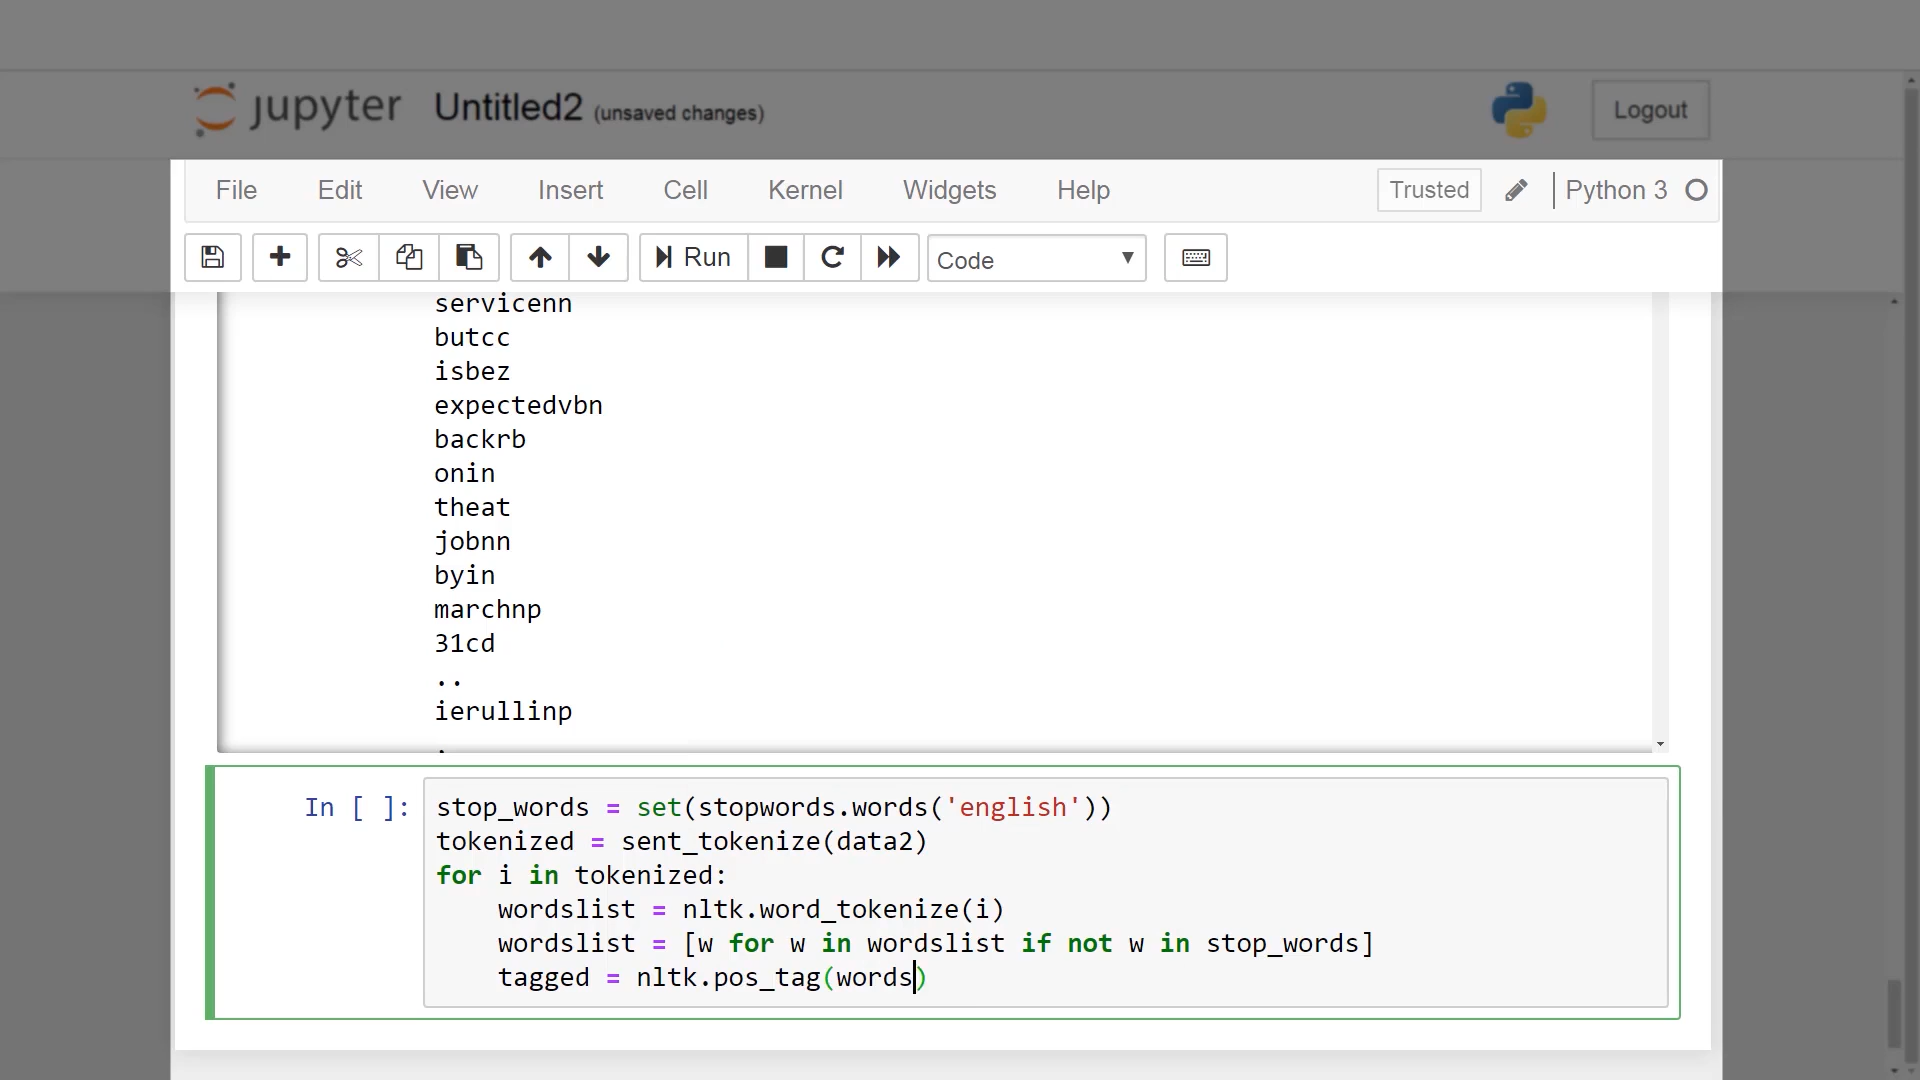 jupyter Untitled2 (unsaved changes) Logout
File Edit View Insert Cell Kernel Widgets Help Trusted Python 3
Run Code
servicenn
butcc
isbez
expectedvbn
backrb
onin
theat
jobnn
byin
marchnp
31cd
..
ierullinp
.
In [ ]: stop_words = set(stopwords.words('english'))
tokenized = sent_tokenize(data2)
for i in tokenized:
    wordslist = nltk.word_tokenize(i)
    wordslist = [w for w in wordslist if not w in stop_words]
    tagged = nltk.pos_tag(words)